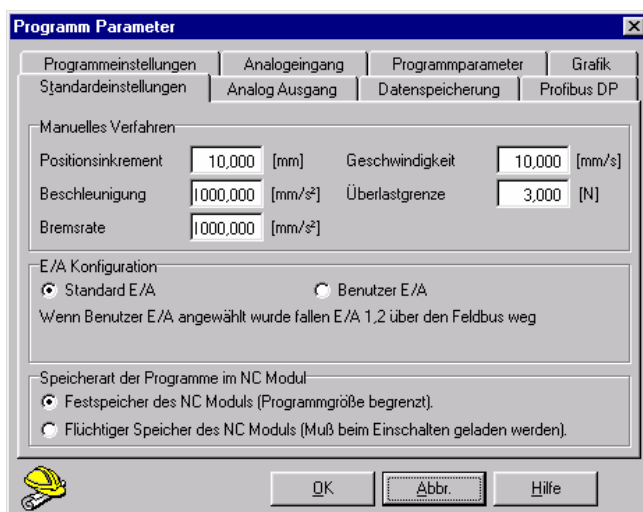 Programm Parameter
Programmeinstellungen Analogeingang Programmparameter Grafik
Standardeinstellungen Analog Ausgang Datenspeicherung Profibus DP
Manuelles Verfahren
Positionsinkrement 10,000 [mm] Geschwindigkeit 10,000 [mm/s]
Beschleunigung 1000,000 [mm/s²] Überlastgrenze 3,000 [N]
Bremsrate 1000,000 [mm/s²]
E/A Konfiguration
Standard E/A Benutzer E/A
Wenn Benutzer E/A angewählt wurde fallen E/A 1,2 über den Feldbus weg
Speicherart der Programme im NC Modul
Festspeicher des NC Moduls (Programmgröße begrenzt).
Flüchtiger Speicher des NC Moduls (Muß beim Einschalten geladen werden).
OK Abbr. Hilfe